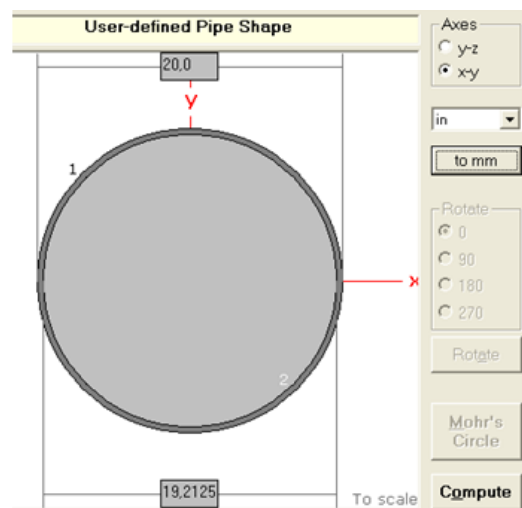 User-defined Pipe Shape
20,0
y
1
x
2
19,2125
To scale
Axes
y-z
x-y
in
to mm
Rotate
0
90
180
270
Rotate
Mohr's
Circle
Compute